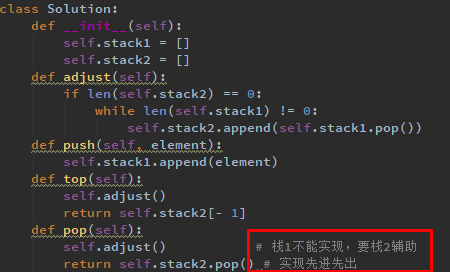 class Solution:
    def __init__(self):
        self.stack1 = []
        self.stack2 = []
    def adjust(self):
        if len(self.stack2) == 0:
            while len(self.stack1) != 0:
                self.stack2.append(self.stack1.pop())
    def push(self, element):
        self.stack1.append(element)
    def top(self):
        self.adjust()
        return self.stack2[- 1]
    def pop(self):
        self.adjust() # 栈1不能实现，要栈2辅助
        return self.stack2.pop() # 实现先进先出